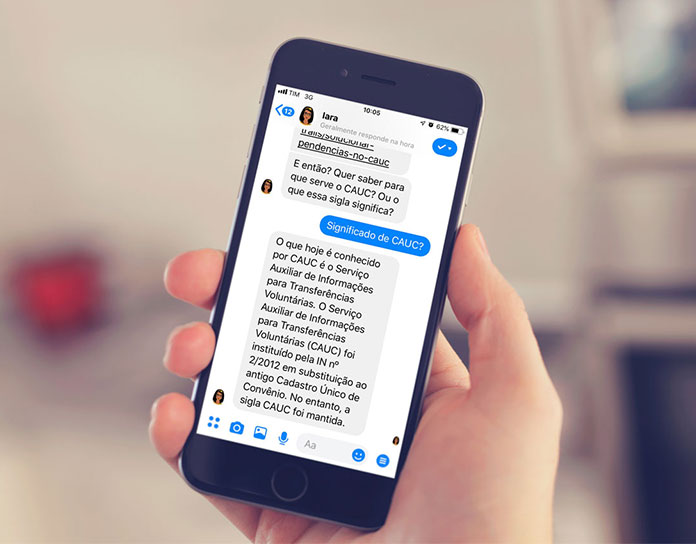 TIM 3G 10:05 62%
12 Iara
Geralmente responde na hora
pendencias-no-cauc
E então? Quer saber para
que serve o CAUC? Ou o
que essa sigla significa?
Significado de CAUC?
O que hoje é conhecido
por CAUC é o Serviço
Auxiliar de Informações
para Transferências
Voluntárias. O Serviço
Auxiliar de Informações
para Transferências
Voluntárias (CAUC) foi
instituído pela IN nº
2/2012 em substituição ao
antigo Cadastro Único de
Convênio. No entanto, a
sigla CAUC foi mantida.
Aa